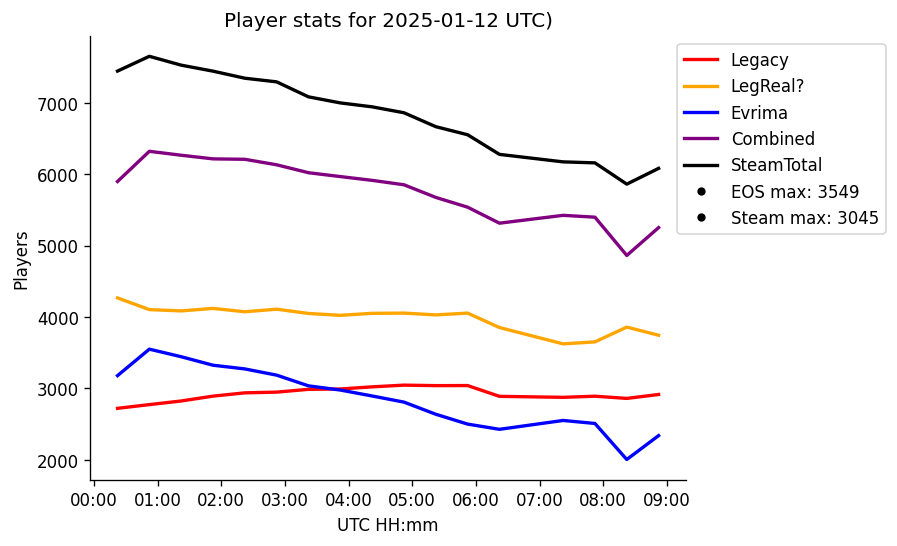 Player stats for 2025-01-12 UTC)
Legacy
LegReal?
Evrima
Combined
SteamTotal
EOS max: 3549
Steam max: 3045
Players
7000
6000
5000
4000
3000
2000
00:00 01:00 02:00 03:00 04:00 05:00 06:00 07:00 08:00 09:00
UTC HH:mm